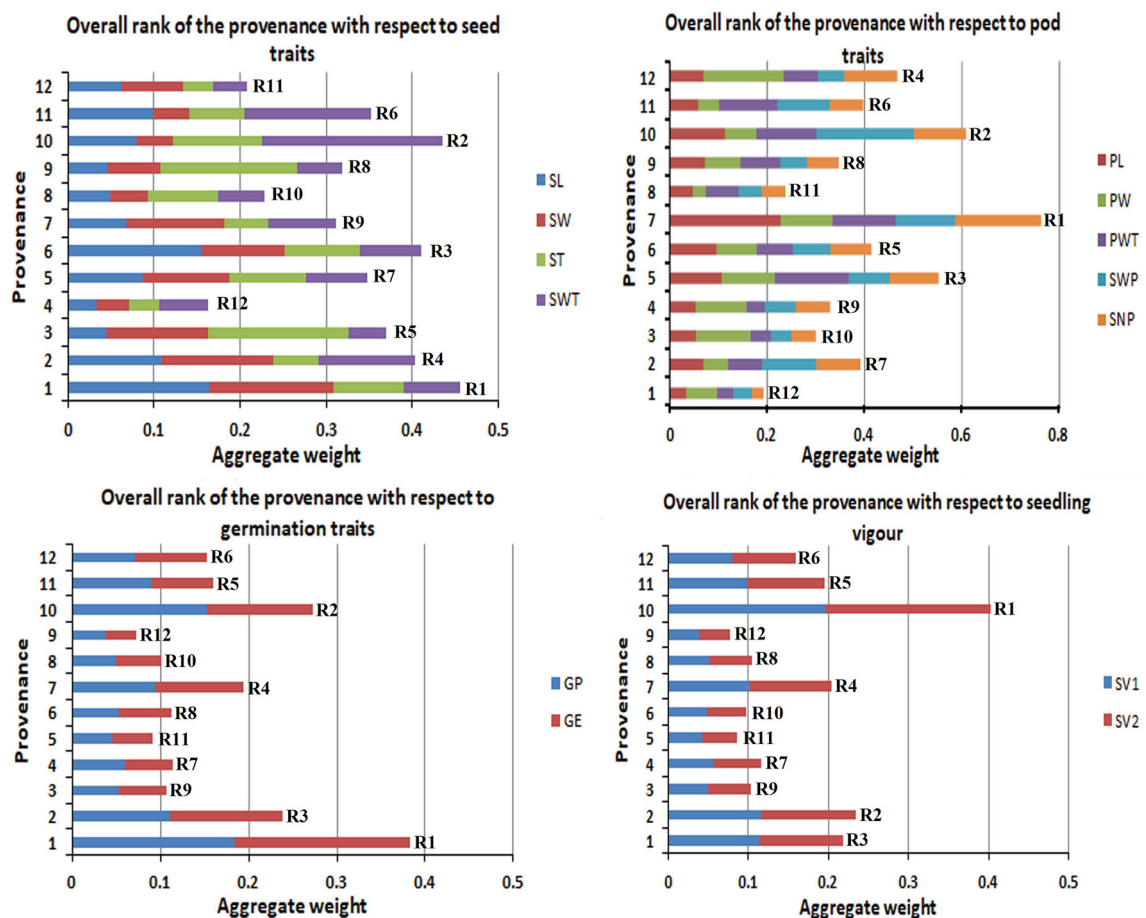 Overall rank of the provenance with respect to seed
traits
Provenance
12
R11
11
R6
10
R2
9
R8
8
R10
7
R9
6
R3
5
R7
4
R12
3
R5
2
R4
1
R1
0 0.1 0.2 0.3 0.4 0.5
Aggregate weight
SL
SW
ST
SWT
Overall rank of the provenance with respect to pod
traits
Provenance
12
R4
11
R6
10
R2
9
R8
8
R11
7
R1
6
R5
5
R3
4
R9
3
R10
2
R7
1
R12
0 0.2 0.4 0.6 0.8
Aggregate weight
PL
PW
PWT
SWP
SNP
Overall rank of the provenance with respect to
germination traits
Provenance
12
R6
11
R5
10
R2
9
R12
8
R10
7
R4
6
R8
5
R11
4
R7
3
R9
2
R3
1
R1
0 0.1 0.2 0.3 0.4 0.5
Aggregate weight
GP
GE
Overall rank of the provenance with respect to seedling
vigour
Provenance
12
R6
11
R5
10
R1
9
R12
8
R8
7
R4
6
R10
5
R11
4
R7
3
R9
2
R2
1
R3
0 0.1 0.2 0.3 0.4 0.5
Aggregate weight
SV1
SV2